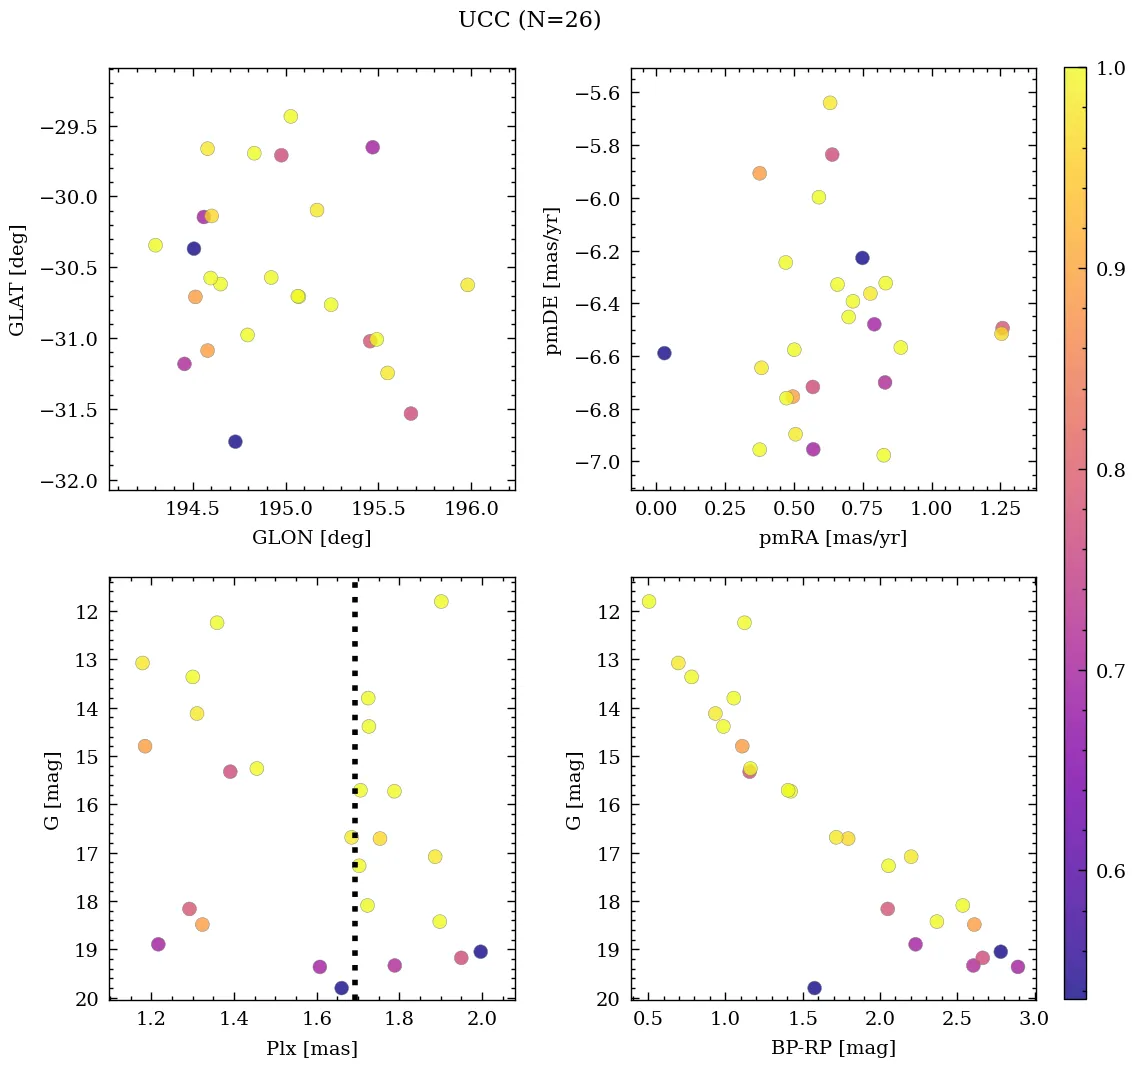 UCC (N=26)
−29.5
−30.0
−30.5
−31.0
−31.5
−32.0
GLAT [deg]
194.5 195.0 195.5 196.0
GLON [deg]
−5.6
−5.8
−6.0
−6.2
−6.4
−6.6
−6.8
−7.0
pmDE [mas/yr]
0.00 0.25 0.50 0.75 1.00 1.25
pmRA [mas/yr]
12
13
14
15
16
17
18
19
20
G [mag]
1.2 1.4 1.6 1.8 2.0
Plx [mas]
12
13
14
15
16
17
18
19
20
G [mag]
0.5 1.0 1.5 2.0 2.5 3.0
BP-RP [mag]
1.0
0.9
0.8
0.7
0.6